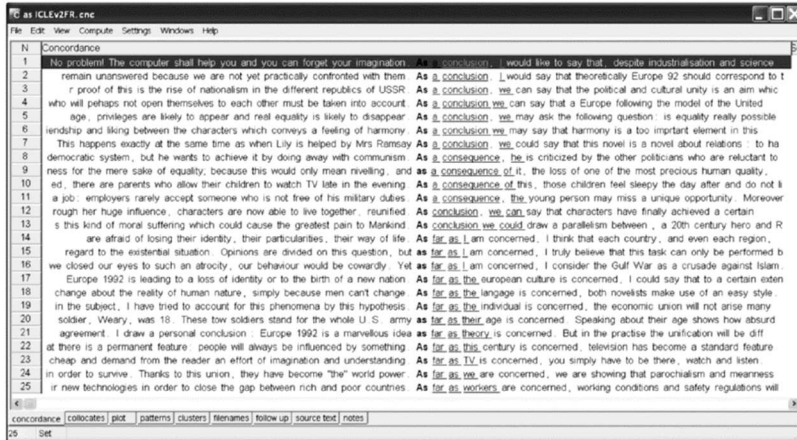 C as ICLEv2FR.cnc
File Edit View Compute Settings Windows Help
N Concordance S
1 No problem! The computer shall help you and you can forget your imagination. As a conclusion, I would like to say that, despite industrialisation and science
2 remain unanswered because we are not yet practically confronted with them. As a conclusion, I would say that theoretically Europe 92 should correspond to t
3 r proof of this is the rise of nationalism in the different republics of USSR. As a conclusion, we can say that the political and cultural unity is an aim whic
4 who will pehaps not open themselves to each other must be taken into account. As a conclusion we can say that a Europe following the model of the United
5 age, privileges are likely to appear and real equality is likely to disappear. As a conclusion, we may ask the following question : is equality really possible
6 iendship and liking between the characters which conveys a feeling of harmony. As a conclusion we may say that harmony is a too imprtant element in this
7 This happens exactly at the same time as when Lily is helped by Mrs Ramsay As a conclusion, we could say that this novel is a novel about relations : to ha
8 democratic system, but he wants to achieve it by doing away with communism. As a consequence, he is criticized by the other politicians who are reluctant to
9 ness for the mere sake of equality; because this would only mean nivelling, and as a consequence of it, the loss of one of the most precious human quality,
10 ed, there are parents who allow their children to watch TV late in the evening. As a consequence of this, those children feel sleepy the day after and do not li
11 a job: employers rarely accept someone who is not free of his military duties. As a consequence, the young person may miss a unique opportunity. Moreover
12 rough her huge influence, characters are now able to live together, reunified. As conclusion, we can say that characters have finally achieved a certain
13 s this kind of moral suffering which could cause the greatest pain to Mankind. As conclusion we could draw a parallelism between , a 20th century hero and R
14 are afraid of losing their identity, their particularities, their way of life. As far as I am concerned, I think that each country, and even each region,
15 regard to the existential situation. Opinions are divided on this question, but as far as I am concerned, I truly believe that this task can only be performed b
16 we closed our eyes to such an atrocity, our behaviour would be cowardly. Yet as far as I am concerned, I consider the Gulf War as a crusade against Islam.
17 Europe 1992 is leading to a loss of identity or to the birth of a new nation. As far as the european culture is concerned, I could say that to a certain exten
18 change about the reality of human nature, simply because men can't change. As far as the langage is concerned, both novelists make use of an easy style.
19 in the subject, I have tried to account for this phenomena by this hypothesis. As far as the individual is concerned, the economic union will not arise many
20 soldier, Weary, was 18. These tow soldiers stand for the whole U.S. army as far as their age is concerned. Speaking about their age shows how absurd
21 agreement. I draw a personal conclusion : Europe 1992 is a marvellous idea as far as theory is concerned. But in the practise the unification will be diff
22 at there is a permanent feature: people will always be influenced by something. As far as this century is concerned, television has become a standard feature
23 cheap and demand from the reader an effort of imagination and understanding. As far as TV is concerned, you simply have to be there, watch and listen.
24 in order to survive. Thanks to this union, they have become "the" world power. As far as we are concerned, we are showing that parochialism and meanness
25 ir new technologies in order to close the gap between rich and poor countries. As far as workers are concerned, working conditions and safety regulations will
concordance collocates plot patterns clusters filenames follow up source text notes
25 Set